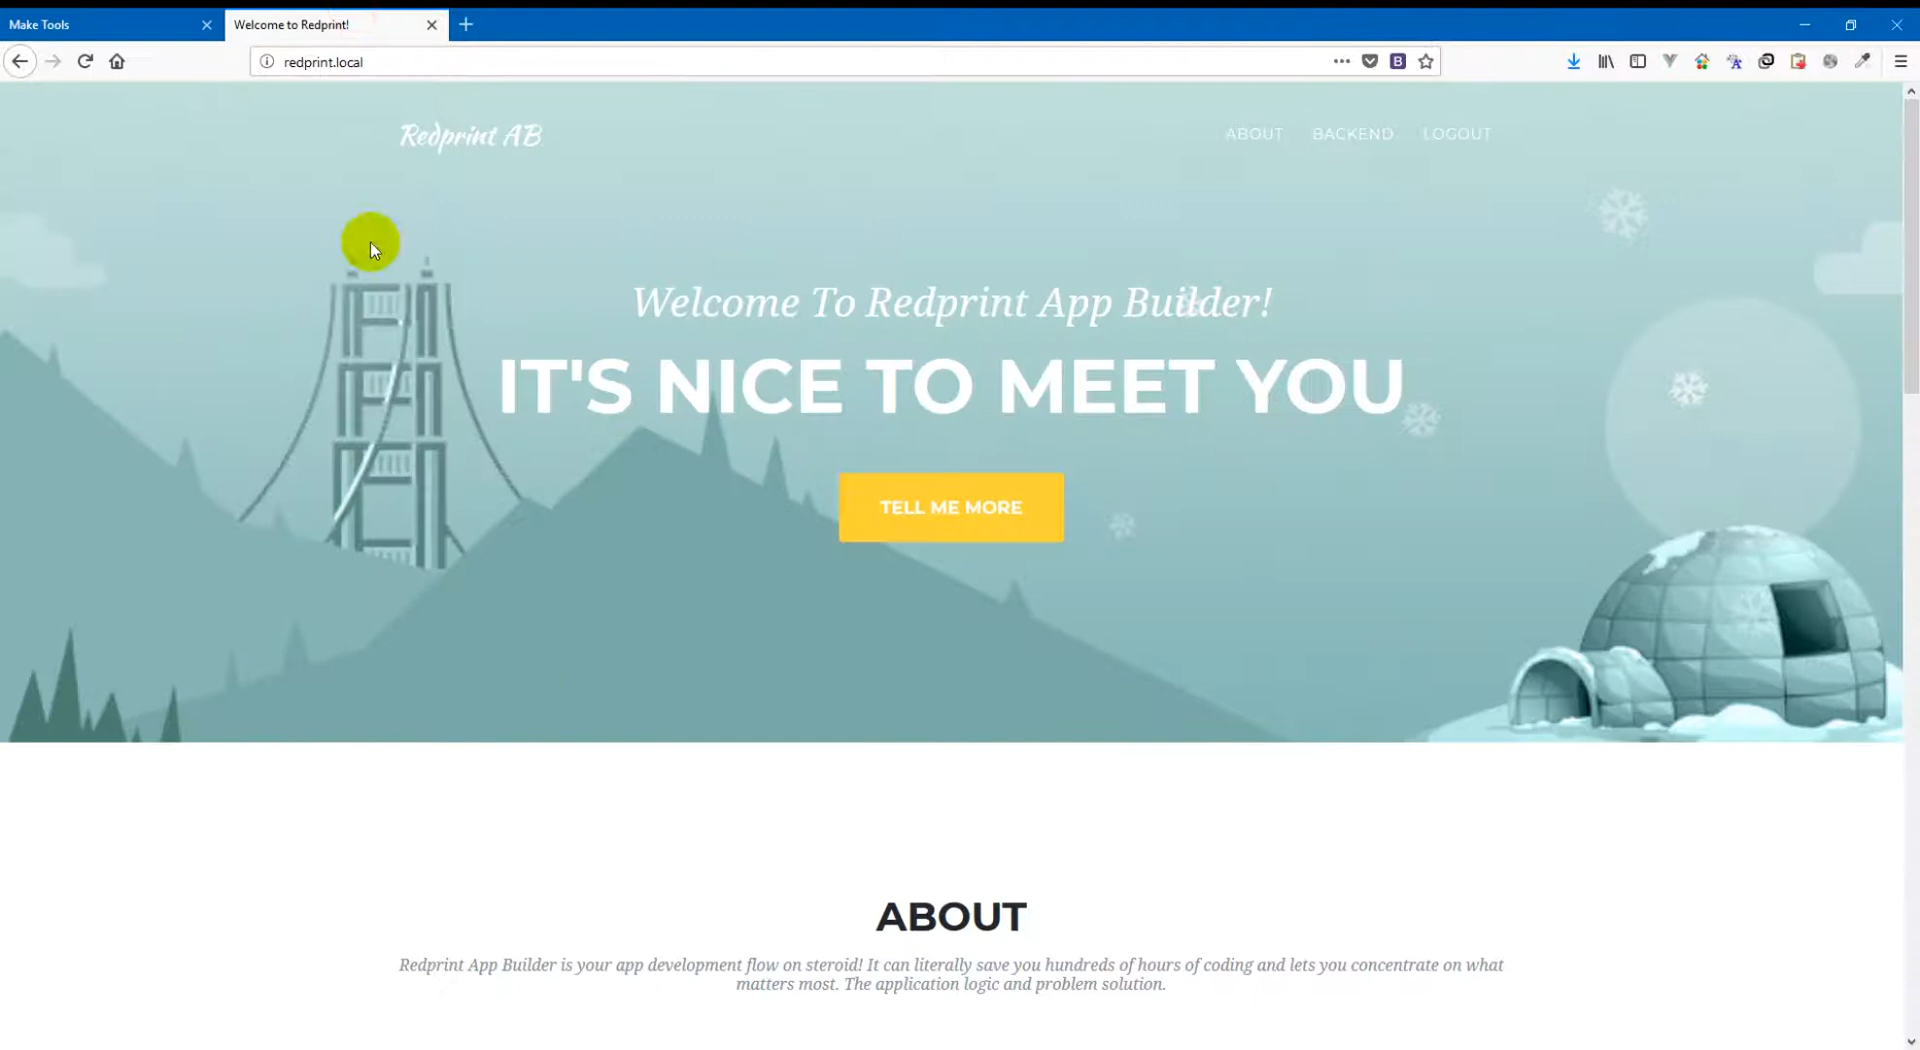 Make Tools
Welcome to Redprint!
redprint.local
Redprint AB
ABOUT BACKEND LOGOUT
Welcome To Redprint App Builder!
IT'S NICE TO MEET YOU
TELL ME MORE
ABOUT
Redprint App Builder is your app development flow on steroid! It can literally save you hundreds of hours of coding and lets you concentrate on what
matters most. The application logic and problem solution.